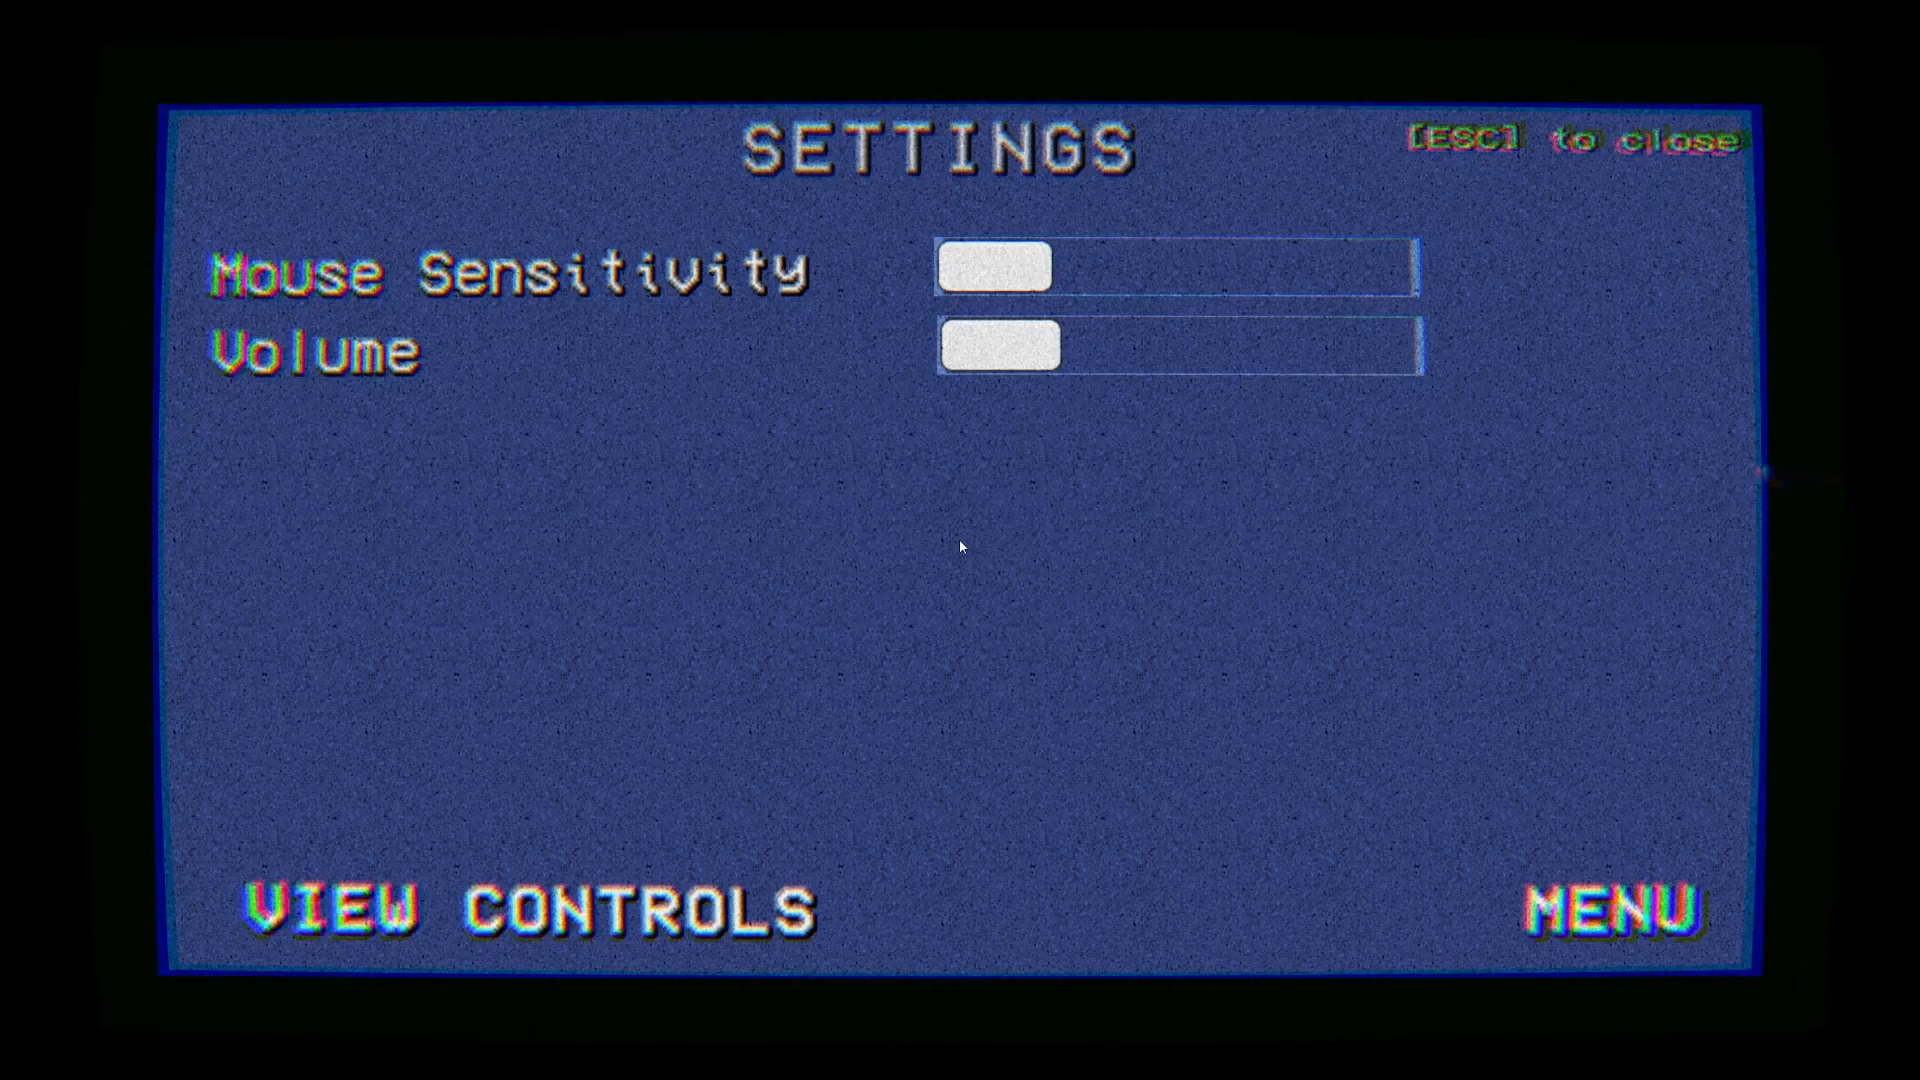 SETTINGS
[ESC] to close
Mouse Sensitivity
Volume
VIEW CONTROLS
MENU